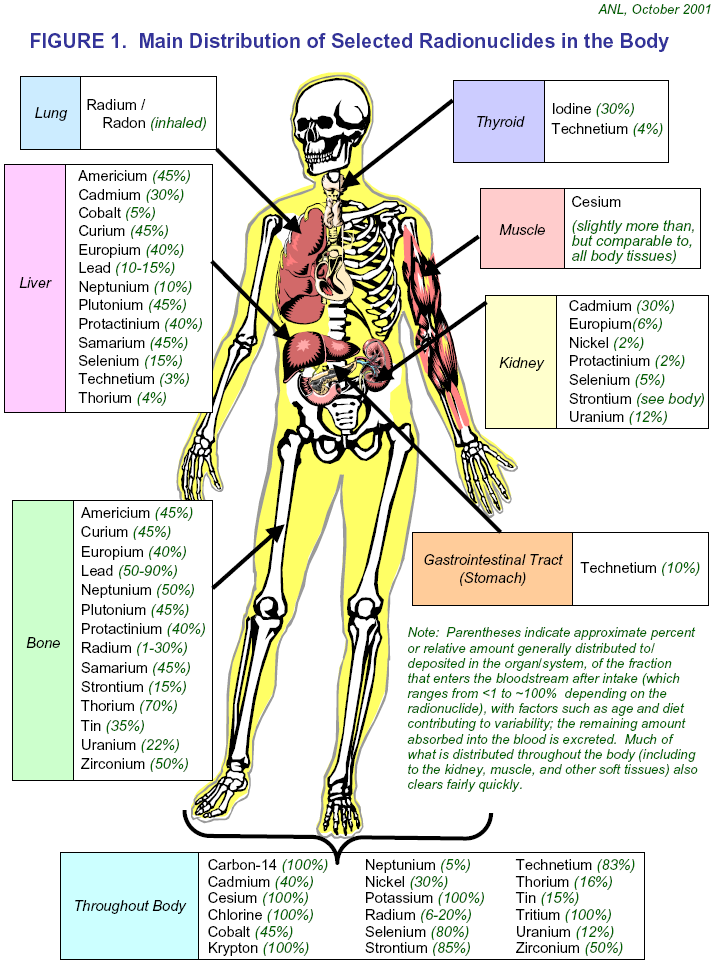 ANL, October 2001
FIGURE 1.  Main Distribution of Selected Radionuclides in the Body
Lung
Radium /
Radon (inhaled)
Thyroid
Iodine (30%)
Technetium (4%)
Liver
Americium (45%)
Cadmium (30%)
Cobalt (5%)
Curium (45%)
Europium (40%)
Lead (10-15%)
Neptunium (10%)
Plutonium (45%)
Protactinium (40%)
Samarium (45%)
Selenium (15%)
Technetium (3%)
Thorium (4%)
Muscle
Cesium
(slightly more than,
but comparable to,
all body tissues)
Kidney
Cadmium (30%)
Europium(6%)
Nickel (2%)
Protactinium (2%)
Selenium (5%)
Strontium (see body)
Uranium (12%)
Bone
Americium (45%)
Curium (45%)
Europium (40%)
Lead (50-90%)
Neptunium (50%)
Plutonium (45%)
Protactinium (40%)
Radium (1-30%)
Samarium (45%)
Strontium (15%)
Thorium (70%)
Tin (35%)
Uranium (22%)
Zirconium (50%)
Gastrointestinal Tract
(Stomach)
Technetium (10%)
Note:  Parentheses indicate approximate percent
or relative amount generally distributed to/
deposited in the organ/system, of the fraction
that enters the bloodstream after intake (which
ranges from <1 to ~100%  depending on the
radionuclide), with factors such as age and diet
contributing to variability; the remaining amount
absorbed into the blood is excreted.  Much of
what is distributed throughout the body (including
to the kidney, muscle, and other soft tissues) also
clears fairly quickly.
Throughout Body
Carbon-14 (100%)
Cadmium (40%)
Cesium (100%)
Chlorine (100%)
Cobalt (45%)
Krypton (100%)
Neptunium (5%)
Nickel (30%)
Potassium (100%)
Radium (6-20%)
Selenium (80%)
Strontium (85%)
Technetium (83%)
Thorium (16%)
Tin (15%)
Tritium (100%)
Uranium (12%)
Zirconium (50%)